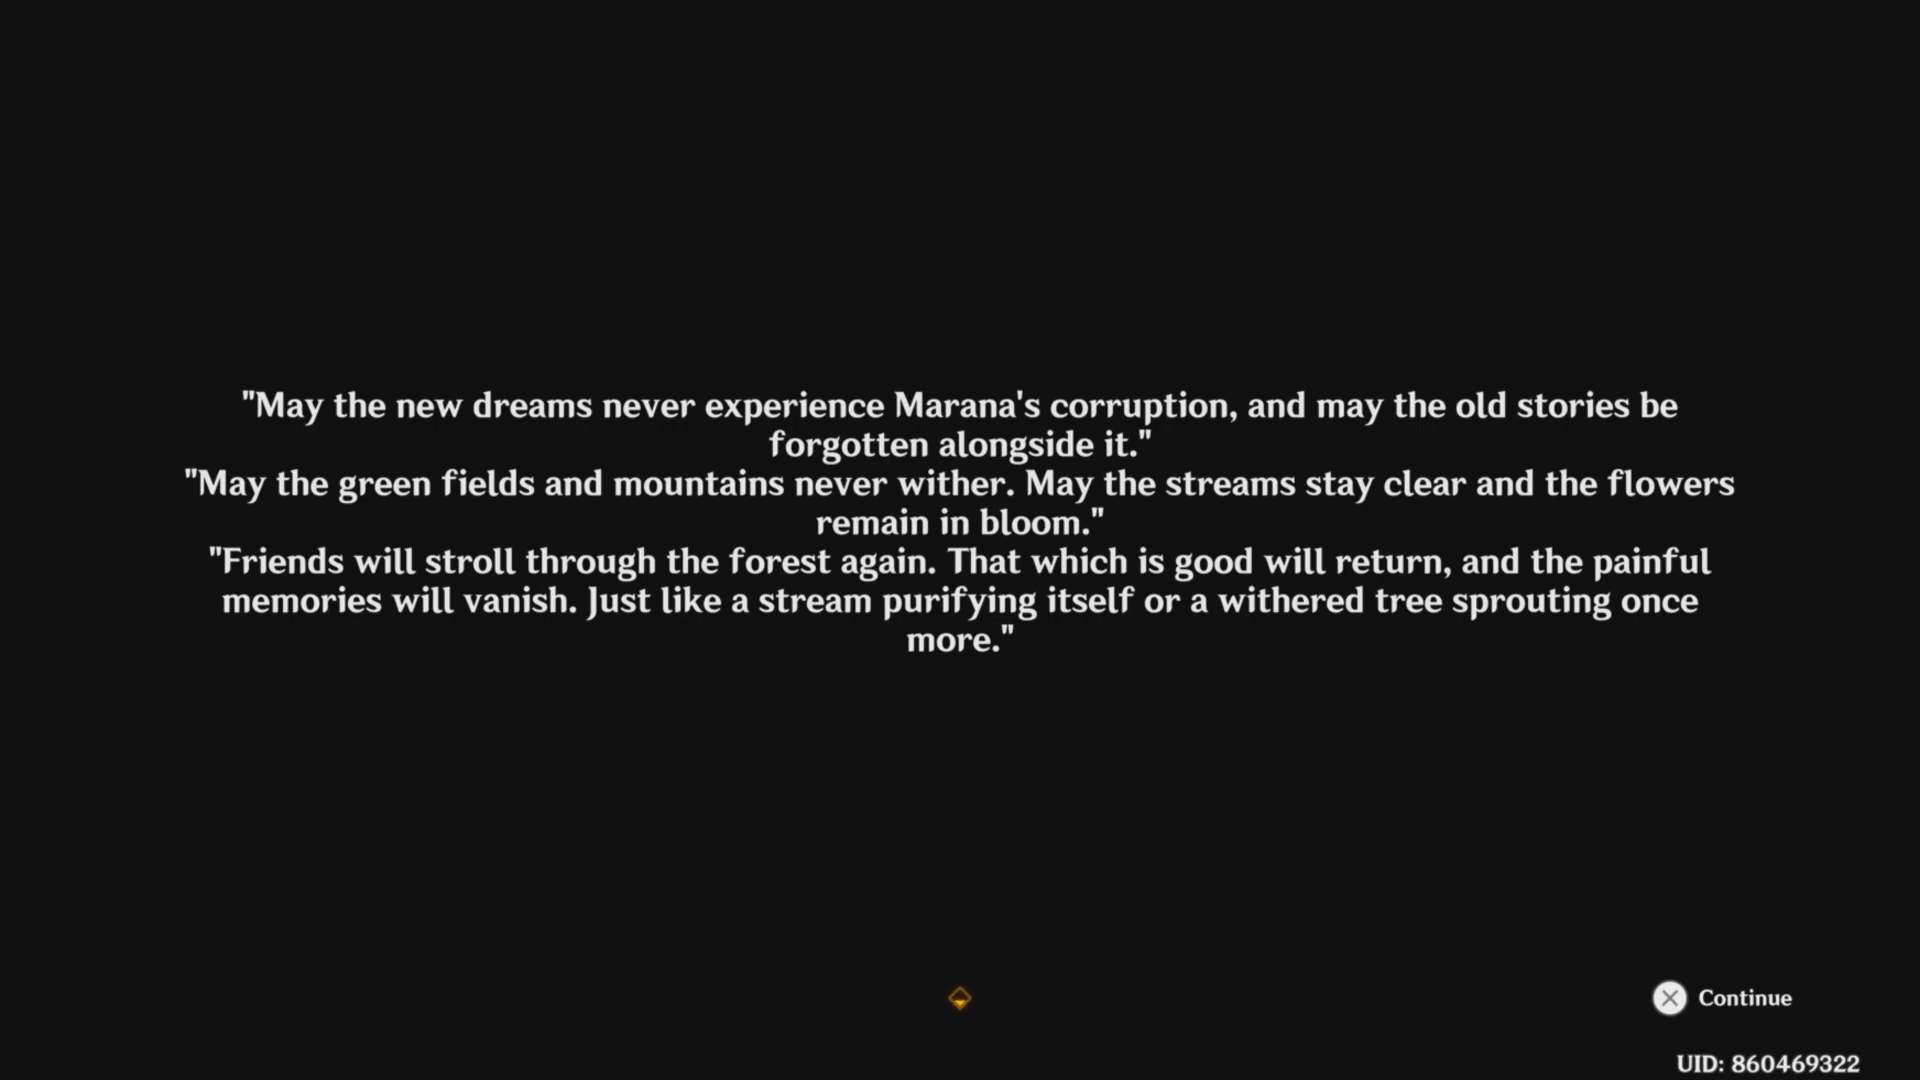 "May the new dreams never experience Marana's corruption, and may the old stories be
forgotten alongside it."
"May the green fields and mountains never wither. May the streams stay clear and the flowers
remain in bloom."
"Friends will stroll through the forest again. That which is good will return, and the painful
memories will vanish. Just like a stream purifying itself or a withered tree sprouting once
more."
Continue
UID: 860469322